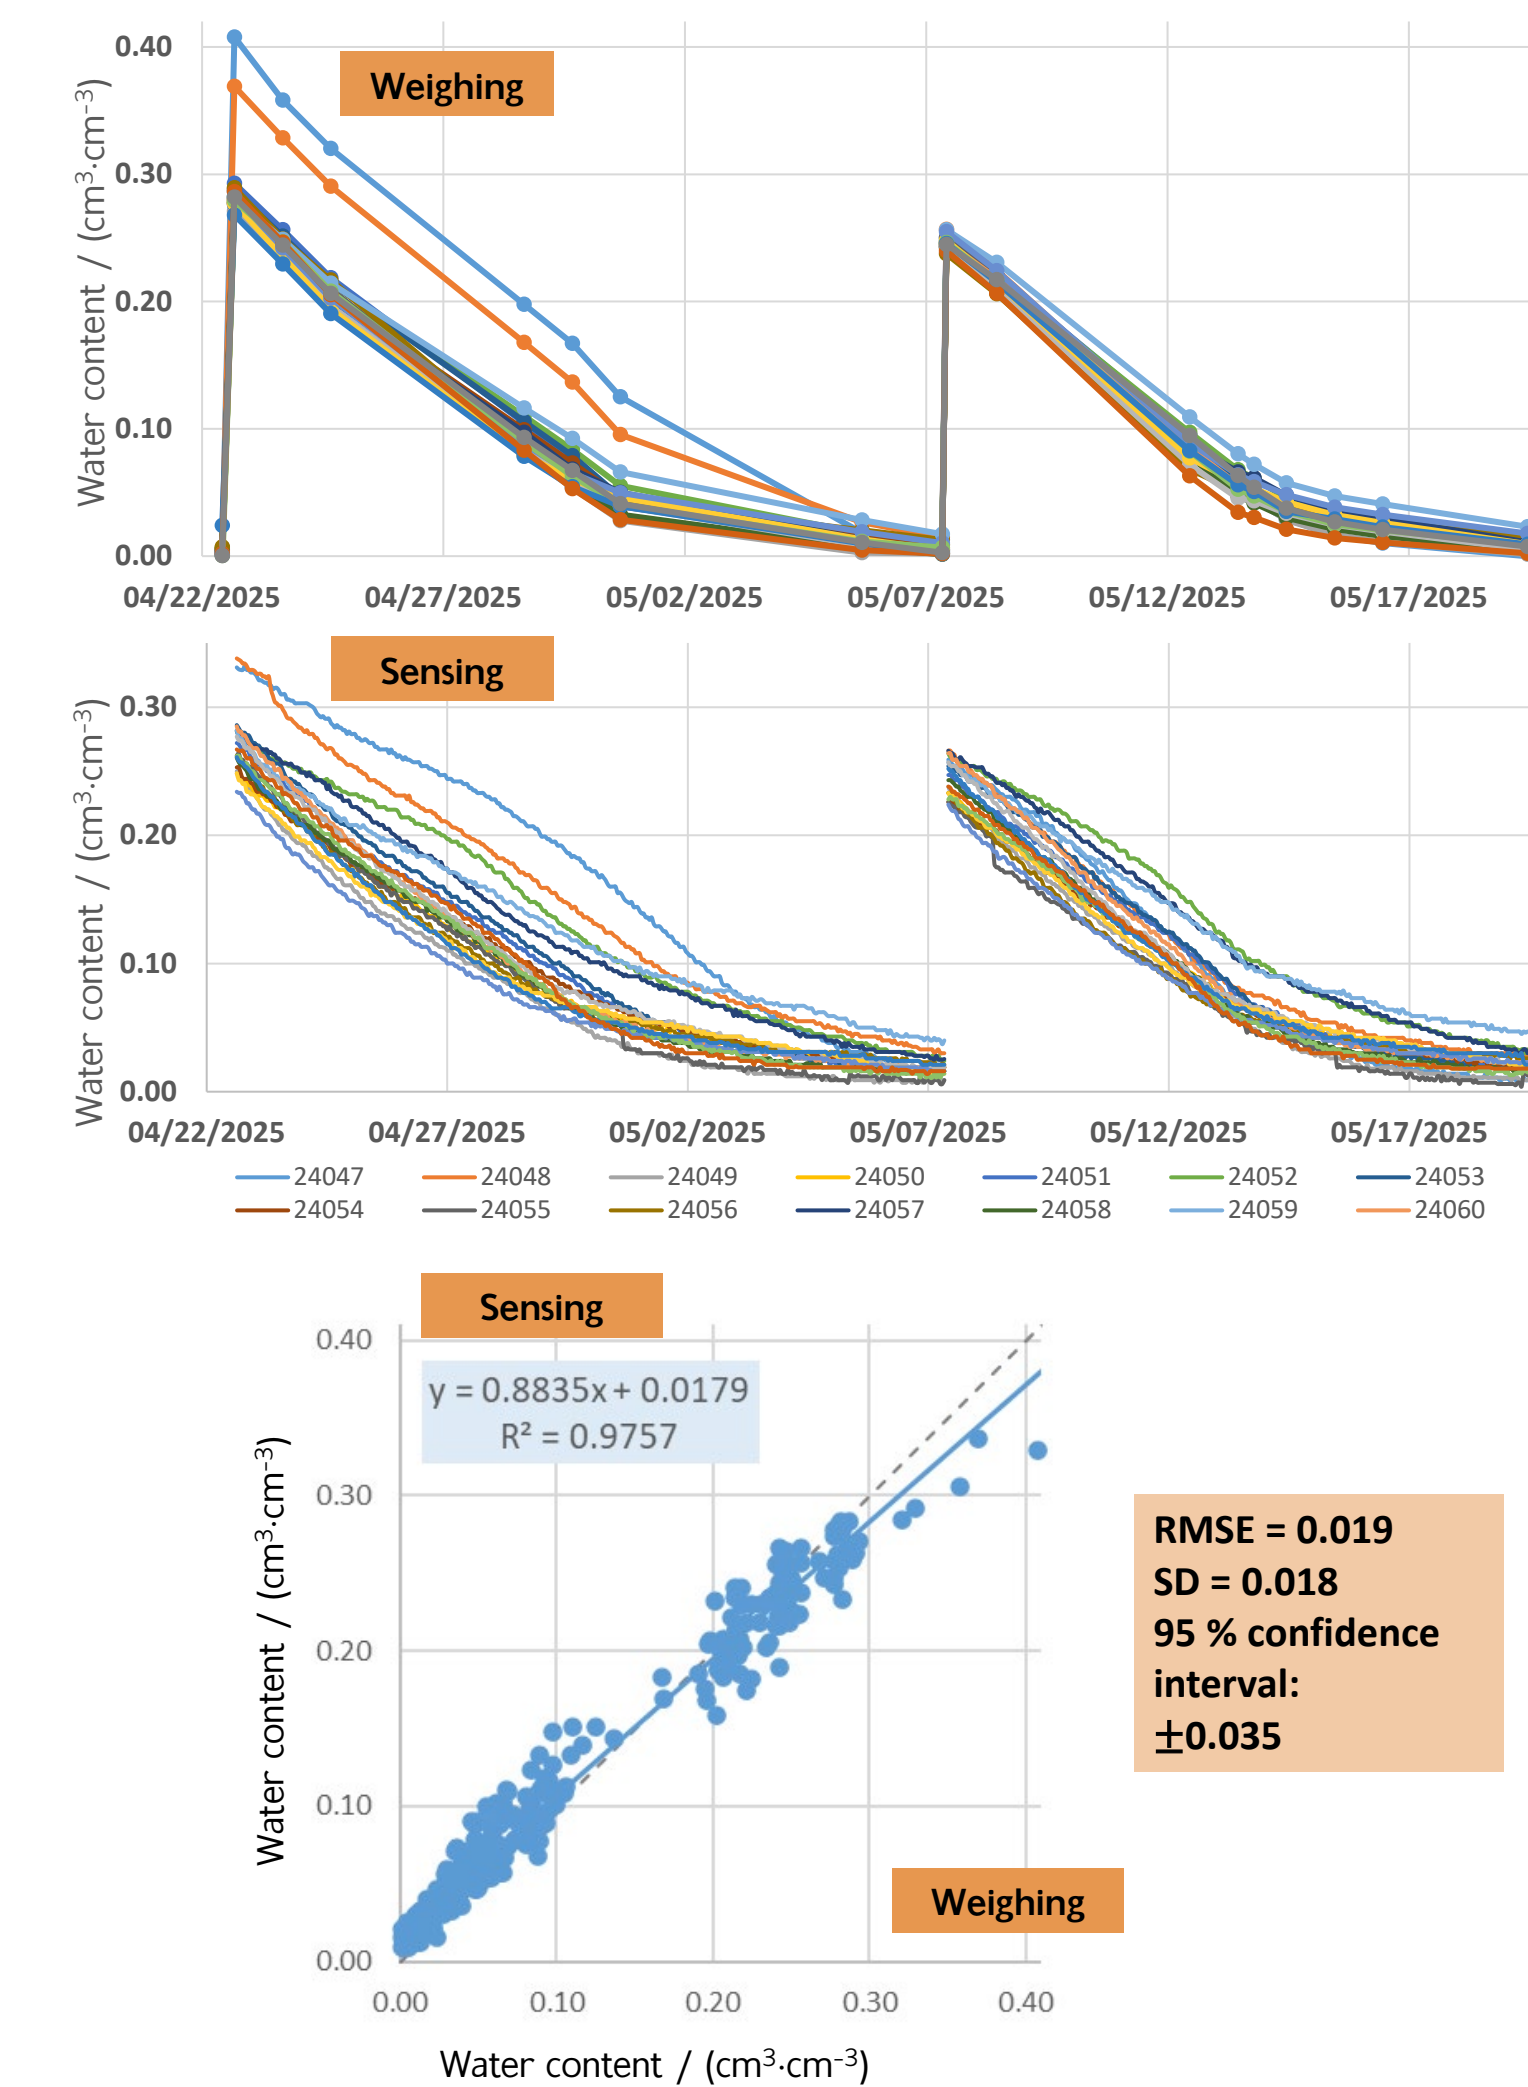 Weighing
Water content / (cm³·cm⁻³)
0.40
0.30
0.20
0.10
0.00
04/22/2025 04/27/2025 05/02/2025 05/07/2025 05/12/2025 05/17/2025
Sensing
Water content / (cm³·cm⁻³)
0.30
0.20
0.10
0.00
04/22/2025 04/27/2025 05/02/2025 05/07/2025 05/12/2025 05/17/2025
24047 24048 24049 24050 24051 24052 24053
24054 24055 24056 24057 24058 24059 24060
Sensing
Water content / (cm³·cm⁻³)
0.40
0.30
0.20
0.10
0.00
y = 0.8835x + 0.0179
R² = 0.9757
Weighing
0.00 0.10 0.20 0.30 0.40
Water content / (cm³·cm⁻³)
RMSE = 0.019
SD = 0.018
95 % confidence
interval:
±0.035